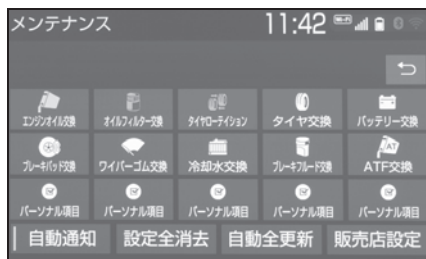 メンテナンス 11:42 Wi-Fi
エンジンオイル交換 オイルフィルター交換 タイヤローテイション タイヤ交換 バッテリー交換
ブレーキパッド交換 ワイパーゴム交換 冷却水交換 ブレーキフルード交換 ATF交換
パーソナル項目 パーソナル項目 パーソナル項目 パーソナル項目 パーソナル項目
自動通知 設定全消去 自動全更新 販売店設定